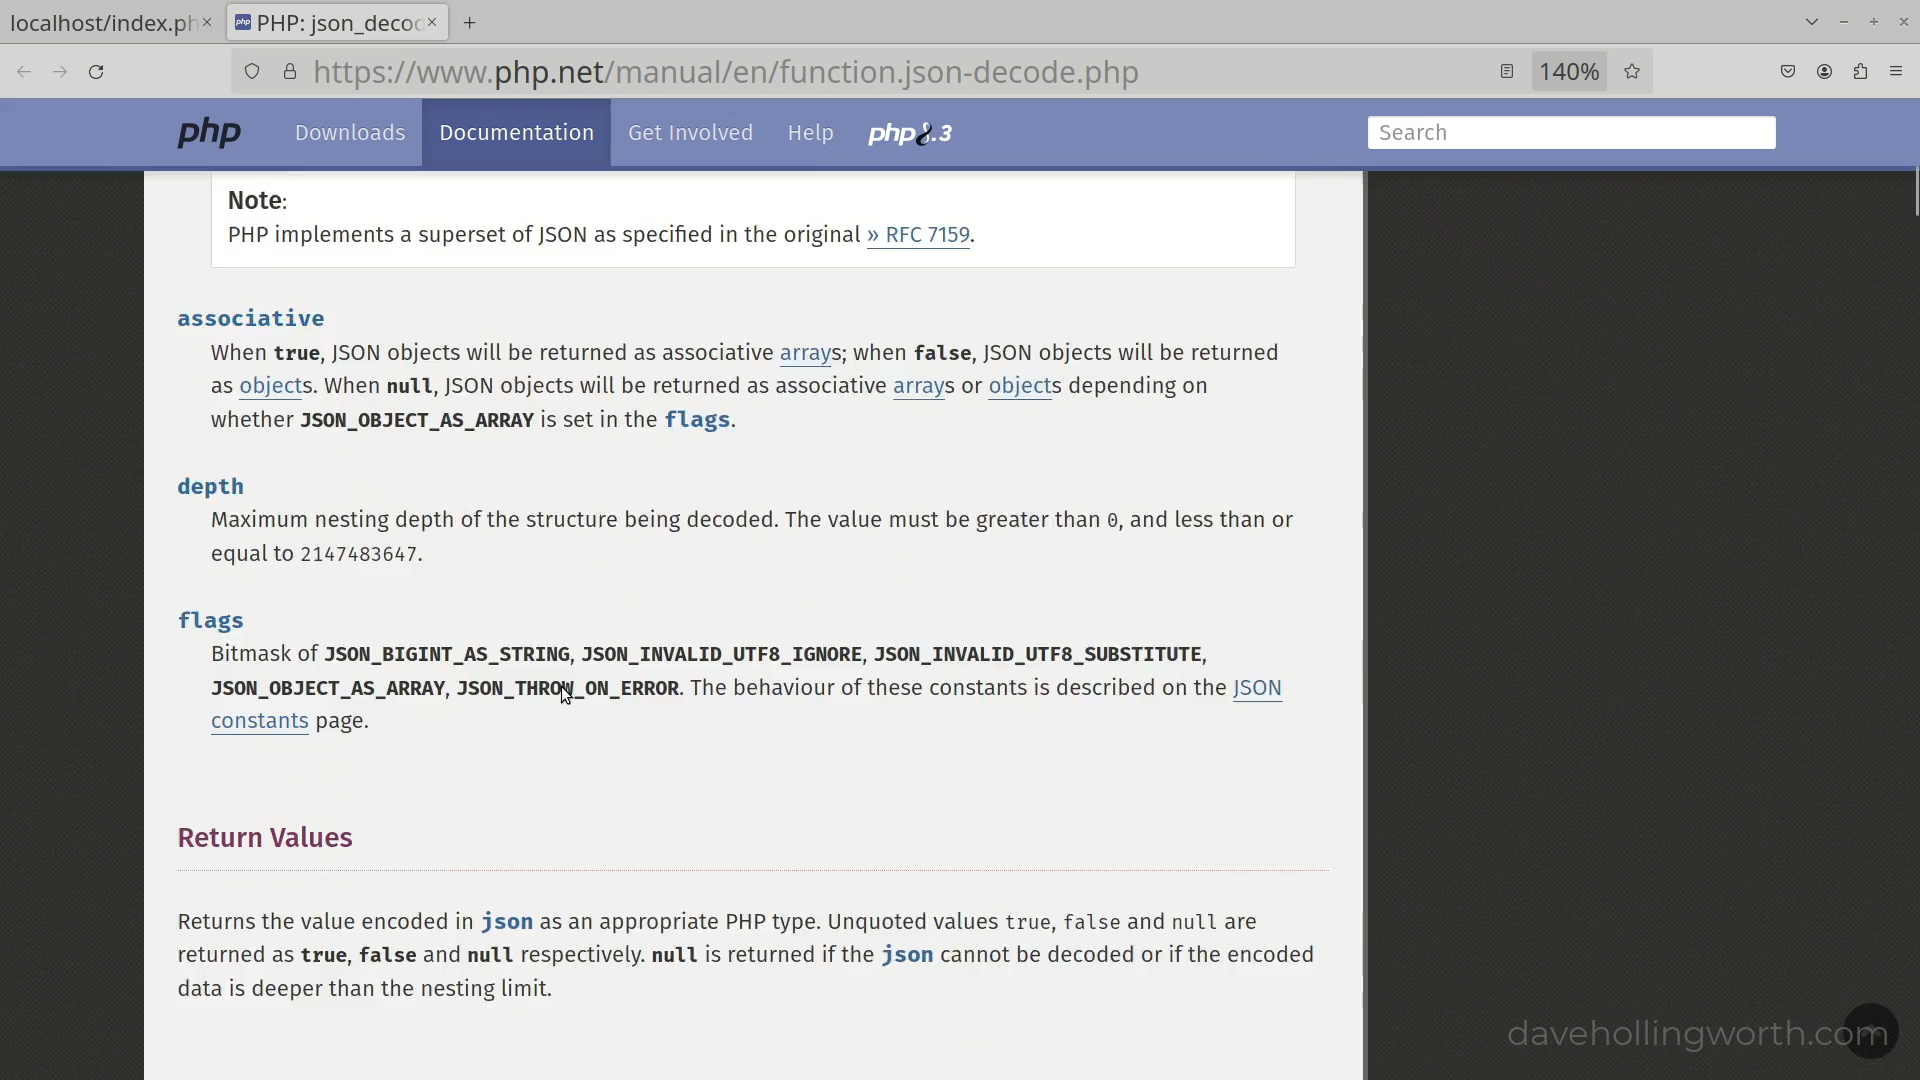 localhost/index.ph
PHP: json_decod
https://www.php.net/manual/en/function.json-decode.php
140%
php
Downloads
Documentation
Get Involved
Help
php8.3
Search
Note:
PHP implements a superset of JSON as specified in the original » RFC 7159.
associative
When true, JSON objects will be returned as associative arrays; when false, JSON objects will be returned
as objects. When null, JSON objects will be returned as associative arrays or objects depending on
whether JSON_OBJECT_AS_ARRAY is set in the flags.
depth
Maximum nesting depth of the structure being decoded. The value must be greater than 0, and less than or
equal to 2147483647.
flags
Bitmask of JSON_BIGINT_AS_STRING, JSON_INVALID_UTF8_IGNORE, JSON_INVALID_UTF8_SUBSTITUTE,
JSON_OBJECT_AS_ARRAY, JSON_THROW_ON_ERROR. The behaviour of these constants is described on the JSON
constants page.
Return Values
Returns the value encoded in json as an appropriate PHP type. Unquoted values true, false and null are
returned as true, false and null respectively. null is returned if the json cannot be decoded or if the encoded
data is deeper than the nesting limit.
davehollingworth.com